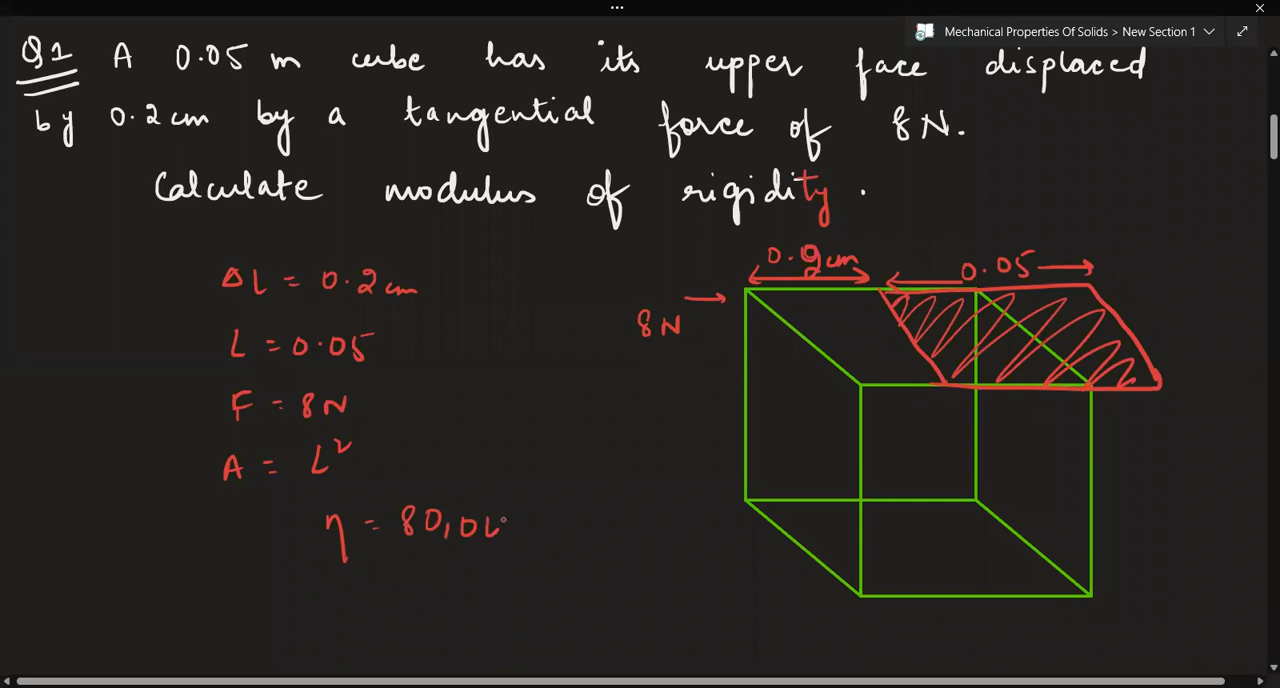 Mechanical Properties Of Solids > New Section 1
Q1 A 0.05 m cube has its upper face displaced
by 0.2 cm by a tangential force of 8 N.
Calculate modulus of rigidity.
0.2cm
0.05
8N
ΔL = 0.2 cm
L = 0.05
F = 8N
A = L²
η = 80,00